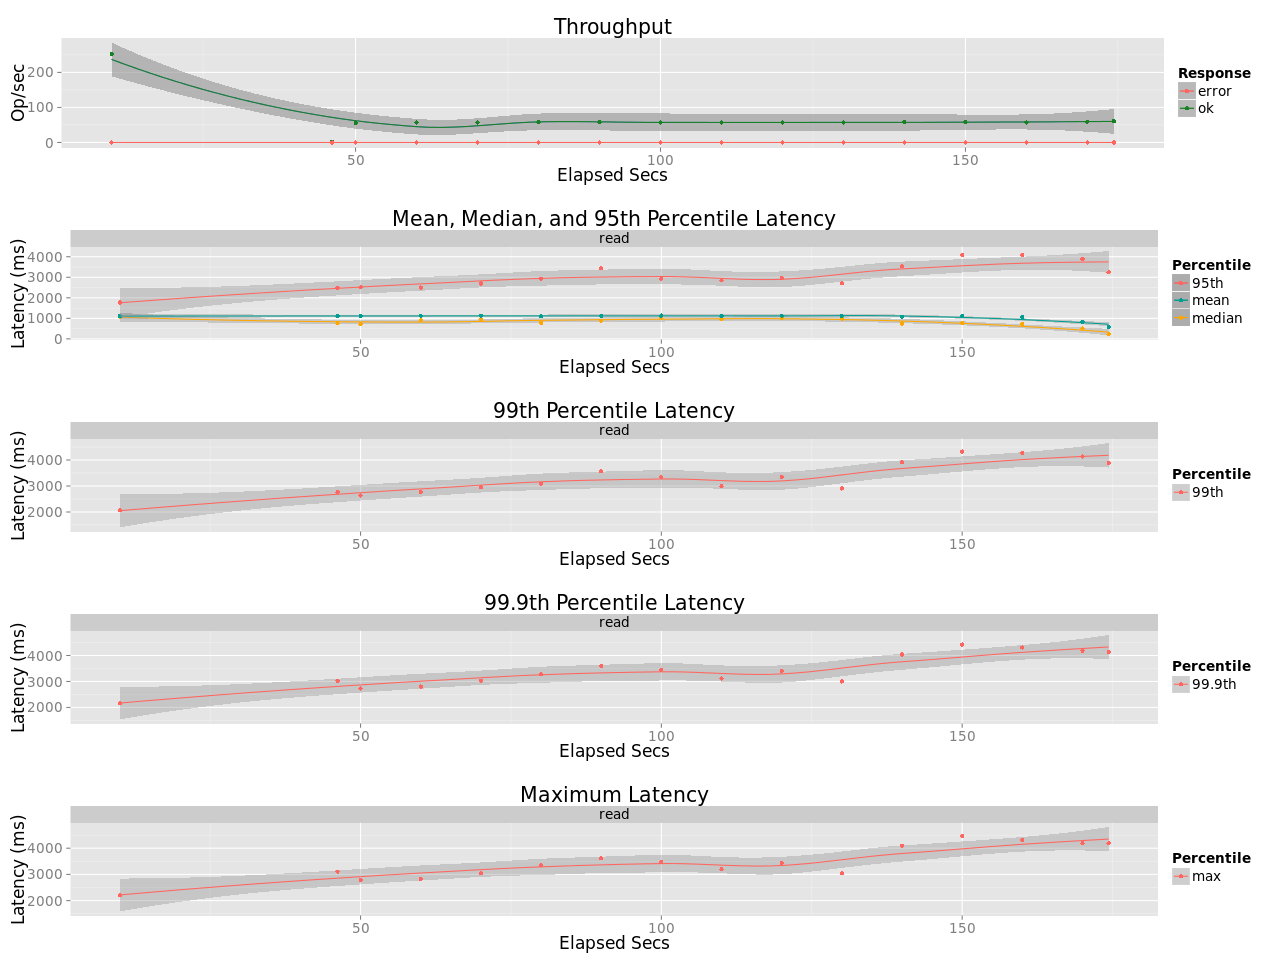 Throughput
Op/sec
200
100
0
50
100
150
Elapsed Secs
Response
error
ok
Mean, Median, and 95th Percentile Latency
read
Latency (ms)
4000
3000
2000
1000
0
50
100
150
Elapsed Secs
Percentile
95th
mean
median
99th Percentile Latency
read
Latency (ms)
4000
3000
2000
50
100
150
Elapsed Secs
Percentile
99th
99.9th Percentile Latency
read
Latency (ms)
4000
3000
2000
50
100
150
Elapsed Secs
Percentile
99.9th
Maximum Latency
read
Latency (ms)
4000
3000
2000
50
100
150
Elapsed Secs
Percentile
max